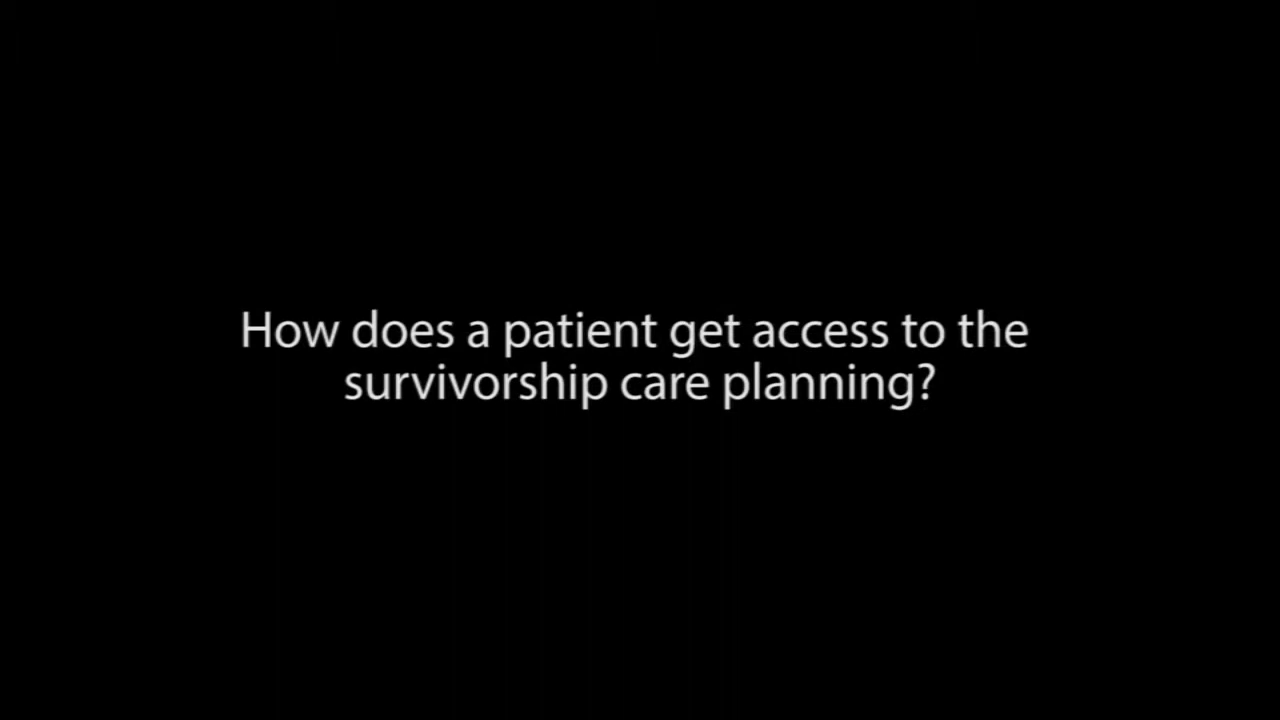 How does a patient get access to the
survivorship care planning?